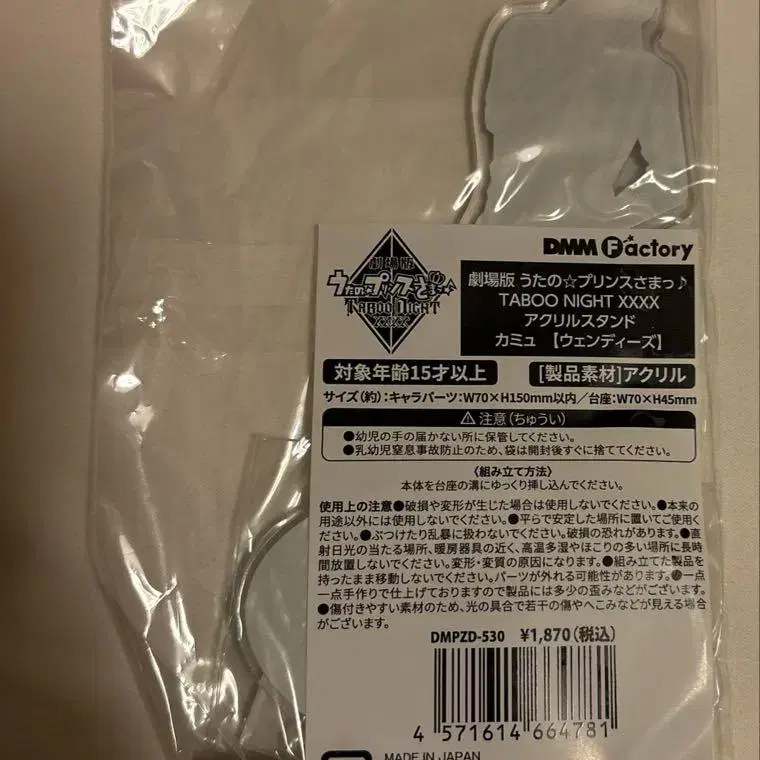 劇場版
うたの☆プリンスさまっ♪
TABOO NIGHT
XXXX
DMM Factory
劇場版 うたの☆プリンスさまっ♪
TABOO NIGHT XXXX
アクリルスタンド
カミュ 【ウェンディーズ】
対象年齢15才以上
[製品素材]アクリル
サイズ(約):キャラパーツ:W70×H150mm以内/台座:W70×H45mm
⚠注意(ちゅうい)
●幼児の手の届かない所に保管してください。
●乳幼児窒息事故防止のため、袋は開封後すぐに捨ててください。
〈組み立て方法〉
本体を台座の溝にゆっくり挿し込んでください。
使用上の注意●破損や変形が生じた場合は使用しないでください。●本来の
用途以外には使用しないでください。●平らで安定した場所に置いてご使用く
ださい。●ぶつけたり乱暴に扱わないでください。破損の恐れがあります。●直
射日光の当たる場所、暖房器具の近く、高温多湿やほこりの多い場所に長時
間放置しないでください。変形・変質の原因になります。●組み立てた製品を
持ったまま移動しないでください。パーツが外れる可能性があります。●一点
一点手作りで仕上げておりますので製品には多少の歪みなどがございます。
●傷付きやすい素材のため、光の具合で若干の傷やへこみなどが見える場合
がございます。
DMPZD-530 ¥1,870(税込)
4 571614 664781
MADE IN JAPAN